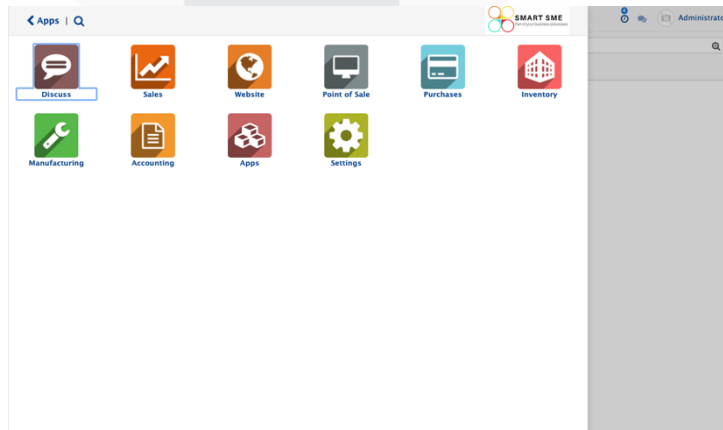 Apps
SMART SME
Administrato
Discuss
Sales
Website
Point of Sale
Purchases
Inventory
Manufacturing
Accounting
Apps
Settings